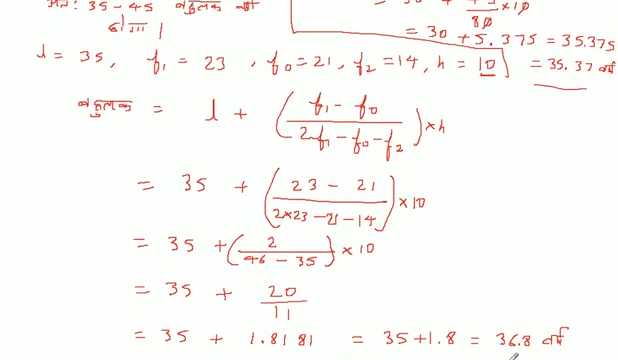 अतः 35 - 45 बहुलक वर्ग
होगा।
80 × 10
= 30 + 5.375 = 35.375
= 35.37 वर्ष
l = 35, f₁ = 23, f₀ = 21, f₂ = 14, h = 10
बहुलक = l + (f₁ - f₀ / 2f₁ - f₀ - f₂) × h
= 35 + (23 - 21 / 2×23 - 21 - 14) × 10
= 35 + (2 / 46 - 35) × 10
= 35 + 20 / 11
= 35 + 1.8181 = 35 + 1.8 = 36.8 वर्ष